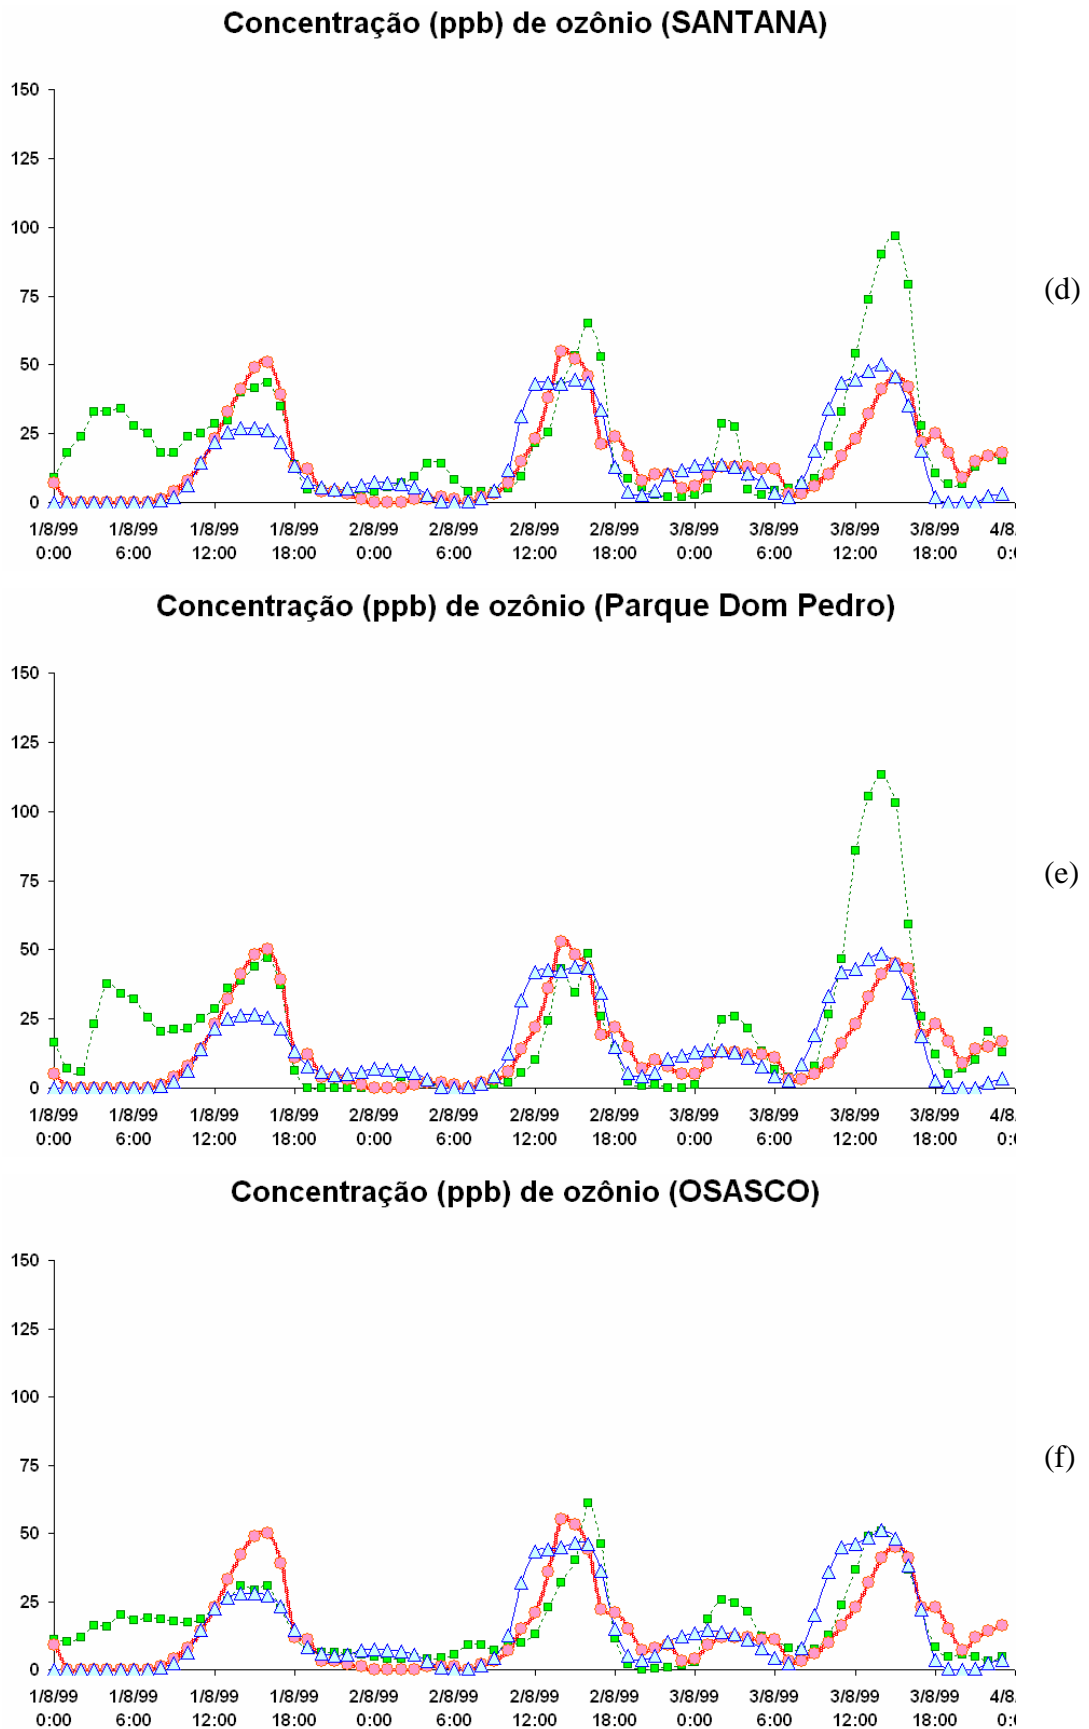 Concentração (ppb) de ozônio (SANTANA)
150
125
100
75
50
25
0
1/8/99 1/8/99 1/8/99 1/8/99 2/8/99 2/8/99 2/8/99 2/8/99 3/8/99 3/8/99 3/8/99 3/8/99 4/8.
0:00 6:00 12:00 18:00 0:00 6:00 12:00 18:00 0:00 6:00 12:00 18:00 0:(
(d)
Concentração (ppb) de ozônio (Parque Dom Pedro)
150
125
100
75
50
25
0
1/8/99 1/8/99 1/8/99 1/8/99 2/8/99 2/8/99 2/8/99 2/8/99 3/8/99 3/8/99 3/8/99 3/8/99 4/8.
0:00 6:00 12:00 18:00 0:00 6:00 12:00 18:00 0:00 6:00 12:00 18:00 0:(
(e)
Concentração (ppb) de ozônio (OSASCO)
150
125
100
75
50
25
0
1/8/99 1/8/99 1/8/99 1/8/99 2/8/99 2/8/99 2/8/99 2/8/99 3/8/99 3/8/99 3/8/99 3/8/99 4/8.
0:00 6:00 12:00 18:00 0:00 6:00 12:00 18:00 0:00 6:00 12:00 18:00 0:(
(f)